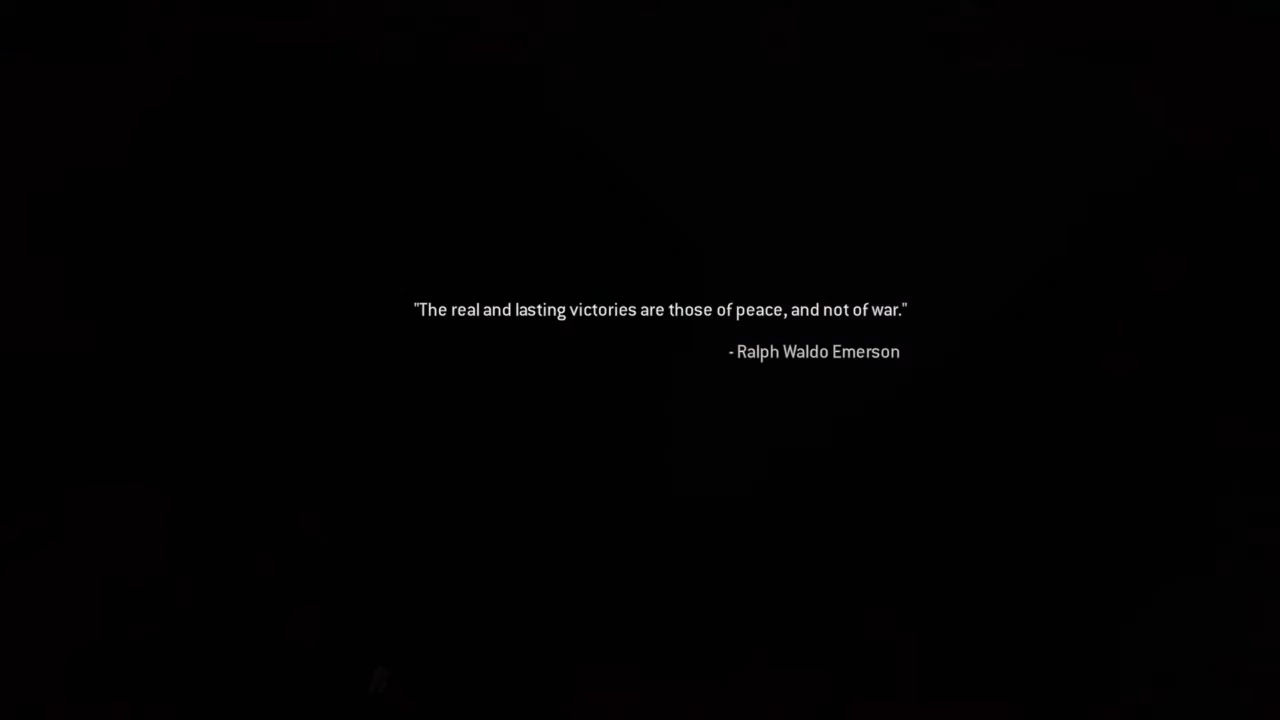 "The real and lasting victories are those of peace, and not of war."
- Ralph Waldo Emerson